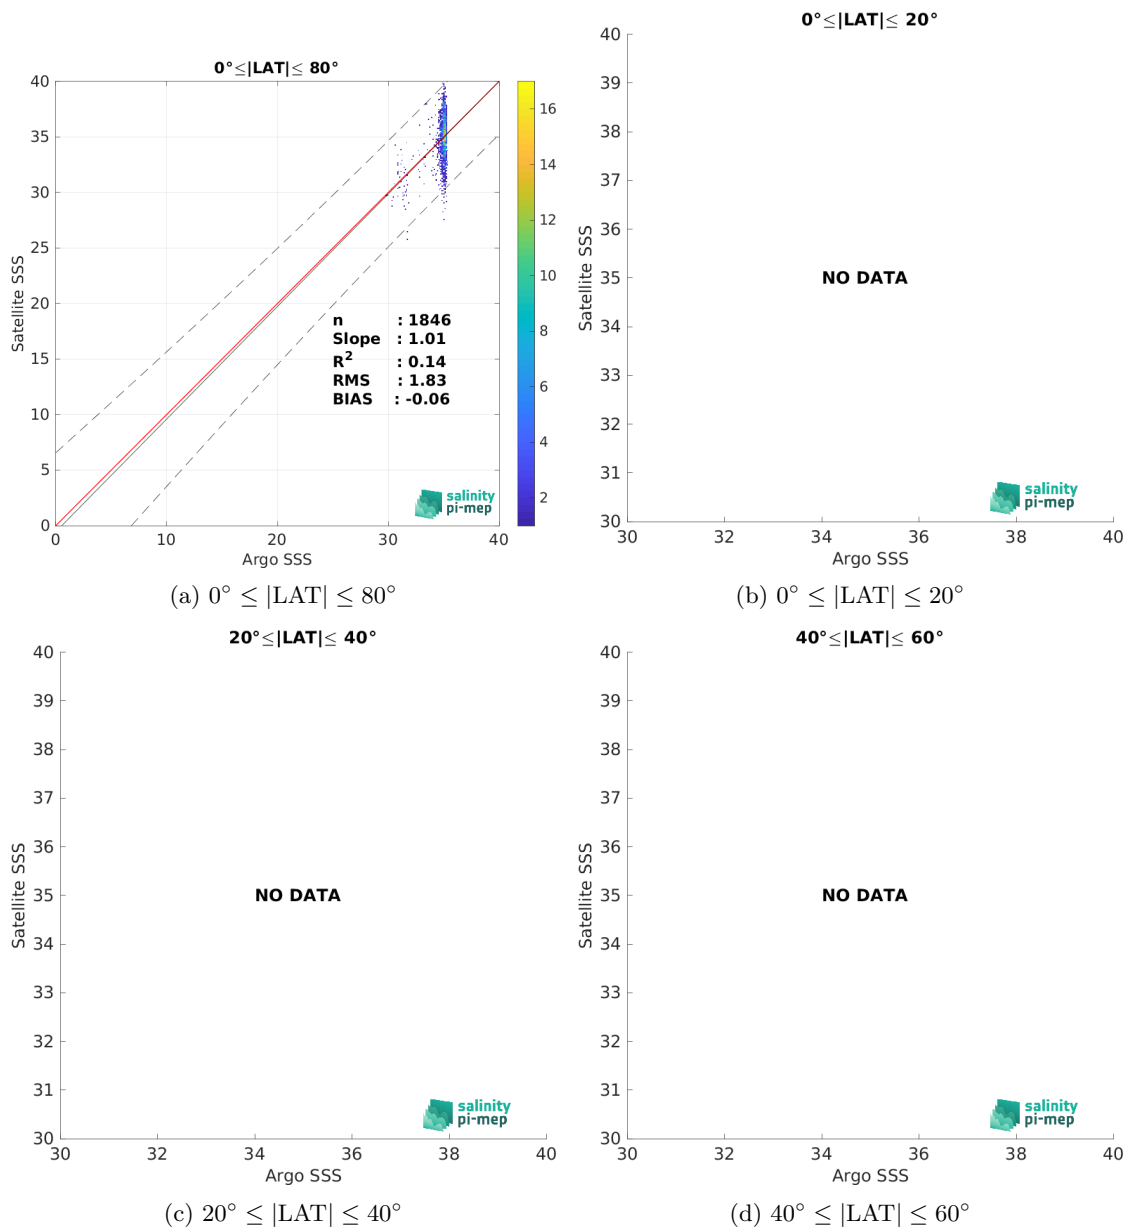 0°≤|LAT|≤ 80°
40
35
30
25
20
15
10
5
0
Satellite SSS
n : 1846
Slope : 1.01
R² : 0.14
RMS : 1.83
BIAS : -0.06
salinity
pi-mep
0 10 20 30 40
Argo SSS
16
14
12
10
8
6
4
2
(a) 0° ≤ |LAT| ≤ 80°
0°≤|LAT|≤ 20°
40
39
38
37
36
35
34
33
32
31
30
Satellite SSS
NO DATA
salinity
pi-mep
30 32 34 36 38 40
Argo SSS
(b) 0° ≤ |LAT| ≤ 20°
20°≤|LAT|≤ 40°
40
39
38
37
36
35
34
33
32
31
30
Satellite SSS
NO DATA
salinity
pi-mep
30 32 34 36 38 40
Argo SSS
(c) 20° ≤ |LAT| ≤ 40°
40°≤|LAT|≤ 60°
40
39
38
37
36
35
34
33
32
31
30
Satellite SSS
NO DATA
salinity
pi-mep
30 32 34 36 38 40
Argo SSS
(d) 40° ≤ |LAT| ≤ 60°